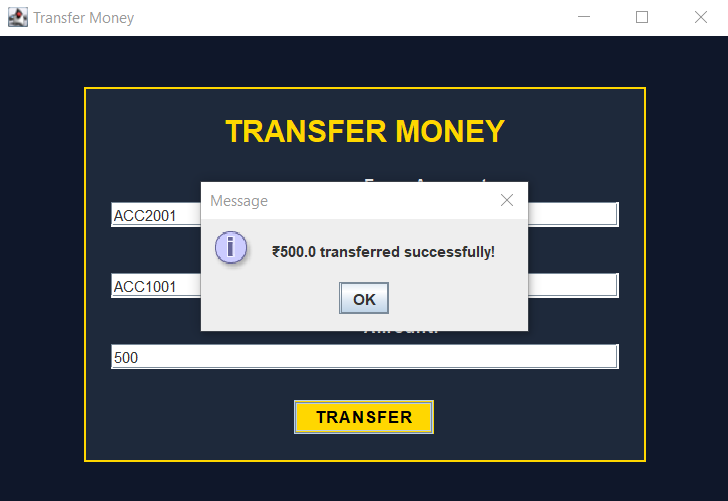 Transfer Money
TRANSFER MONEY
ACC2001
Message
₹500.0 transferred successfully!
OK
ACC1001
500
TRANSFER